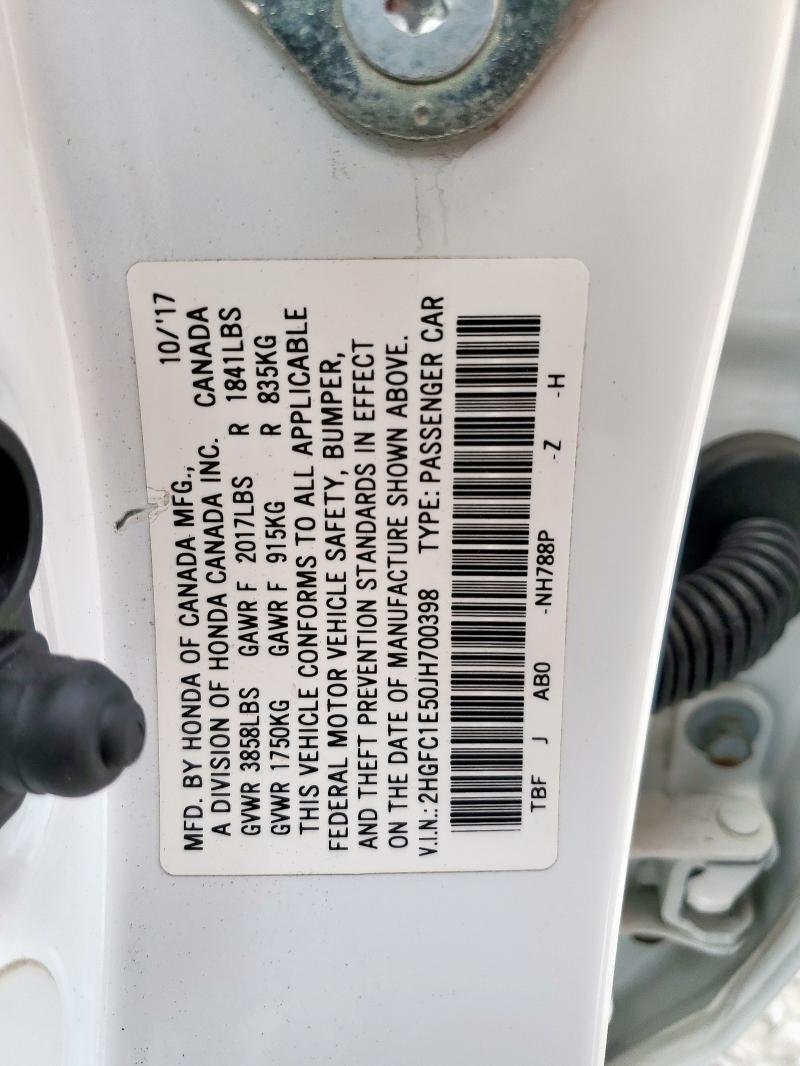 MFD. BY HONDA OF CANADA MFG., 10/'17
A DIVISION OF HONDA CANADA INC. CANADA
GVWR 3858LBS GAWR F 2017LBS R 1841LBS
GVWR 1750KG GAWR F 915KG R 835KG
THIS VEHICLE CONFORMS TO ALL APPLICABLE
FEDERAL MOTOR VEHICLE SAFETY, BUMPER,
AND THEFT PREVENTION STANDARDS IN EFFECT
ON THE DATE OF MANUFACTURE SHOWN ABOVE.
V.I.N.: 2HGFC1E50JH700398 TYPE: PASSENGER CAR
TBF J AB0 -NH788P -Z -H